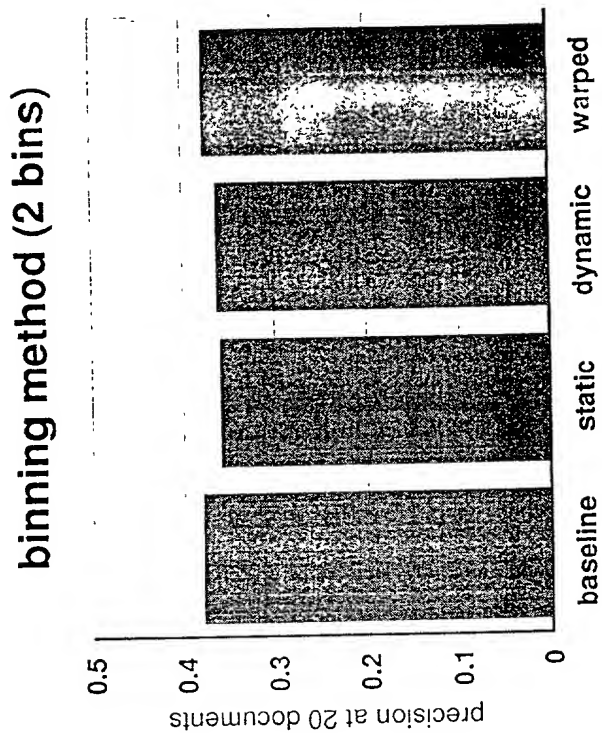 binning method (2 bins)
precision at 20 documents
0.5
0.4
0.3
0.2
0.1
0
baseline
static
dynamic
warped